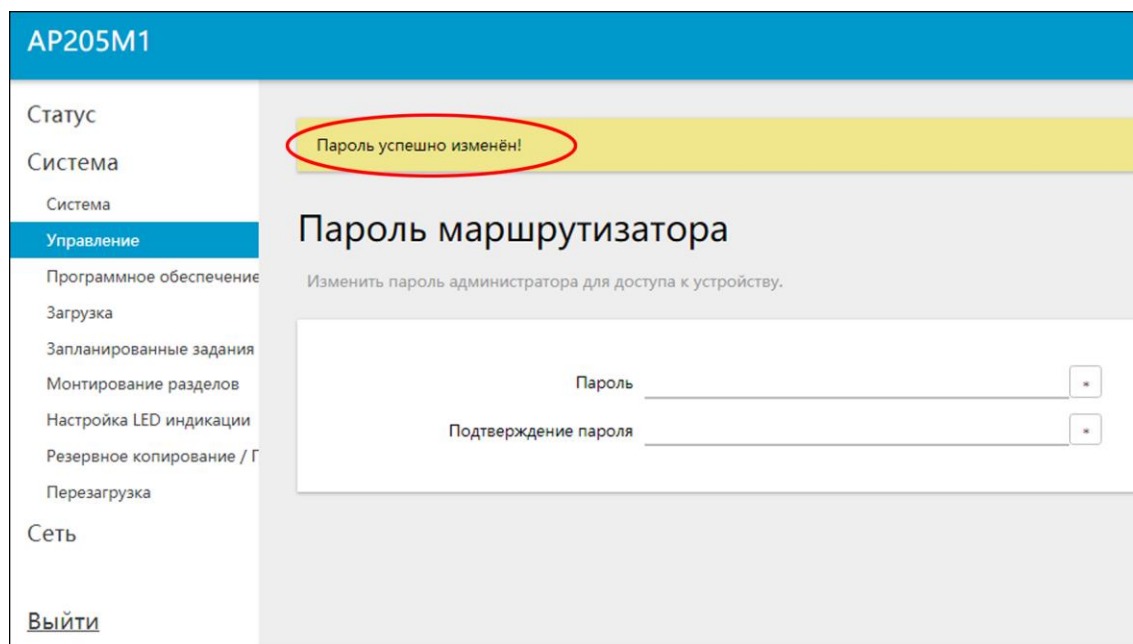 AP205M1
Статус
Система
Система
Управление
Программное обеспечение
Загрузка
Запланированные задания
Монтирование разделов
Настройка LED индикации
Резервное копирование /
Перезагрузка
Сеть
Выйти
Пароль успешно изменён!
Пароль маршрутизатора
Изменить пароль администратора для доступа к устройству.
Пароль
*
Подтверждение пароля
*